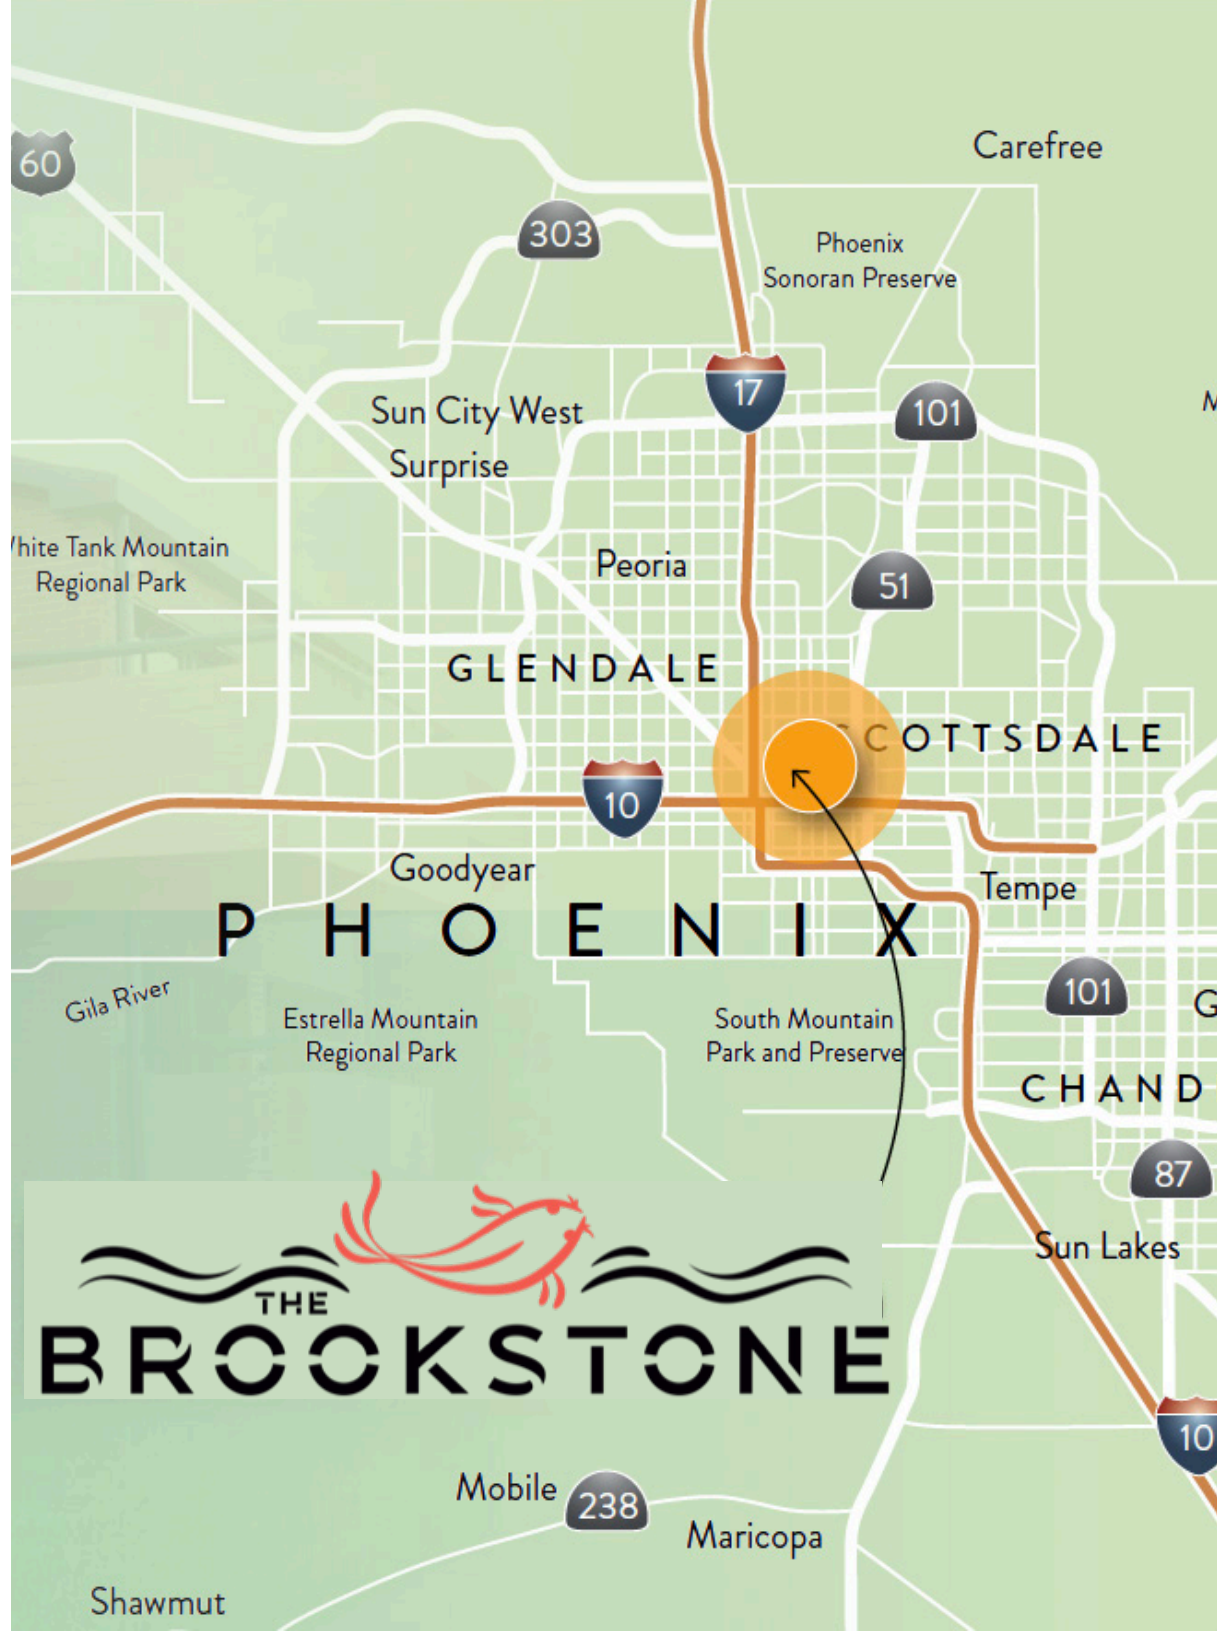 Carefree
60
303
Phoenix
Sonoran Preserve
17
101
Sun City West
Surprise
hite Tank Mountain
Regional Park
Peoria
51
GLENDALE
SCOTTSDALE
10
Goodyear
Tempe
PHOENIX
Gila River
101
Estrella Mountain
Regional Park
South Mountain
Park and Preserve
G
CHAND
87
Sun Lakes
THE
BROOKSTONE
10
Mobile
238
Maricopa
Shawmut